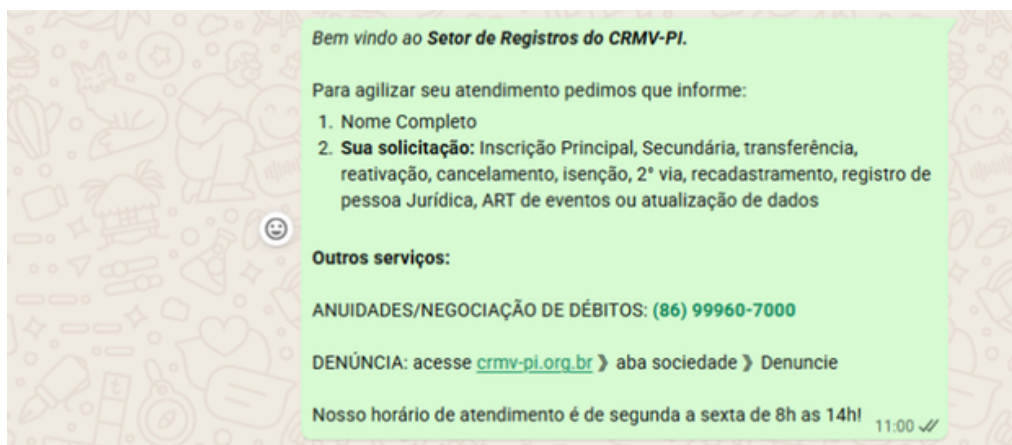 Bem vindo ao Setor de Registros do CRMV-PI.
Para agilizar seu atendimento pedimos que informe:
1. Nome Completo
2. Sua solicitação: Inscrição Principal, Secundária, transferência,
reativação, cancelamento, isenção, 2° via, recadastramento, registro de
pessoa Jurídica, ART de eventos ou atualização de dados
Outros serviços:
ANUIDADES/NEGOCIAÇÃO DE DÉBITOS: (86) 99960-7000
DENÚNCIA: acesse crmv-pi.org.br 》 aba sociedade 》 Denuncie
Nosso horário de atendimento é de segunda a sexta de 8h as 14h!
11:00